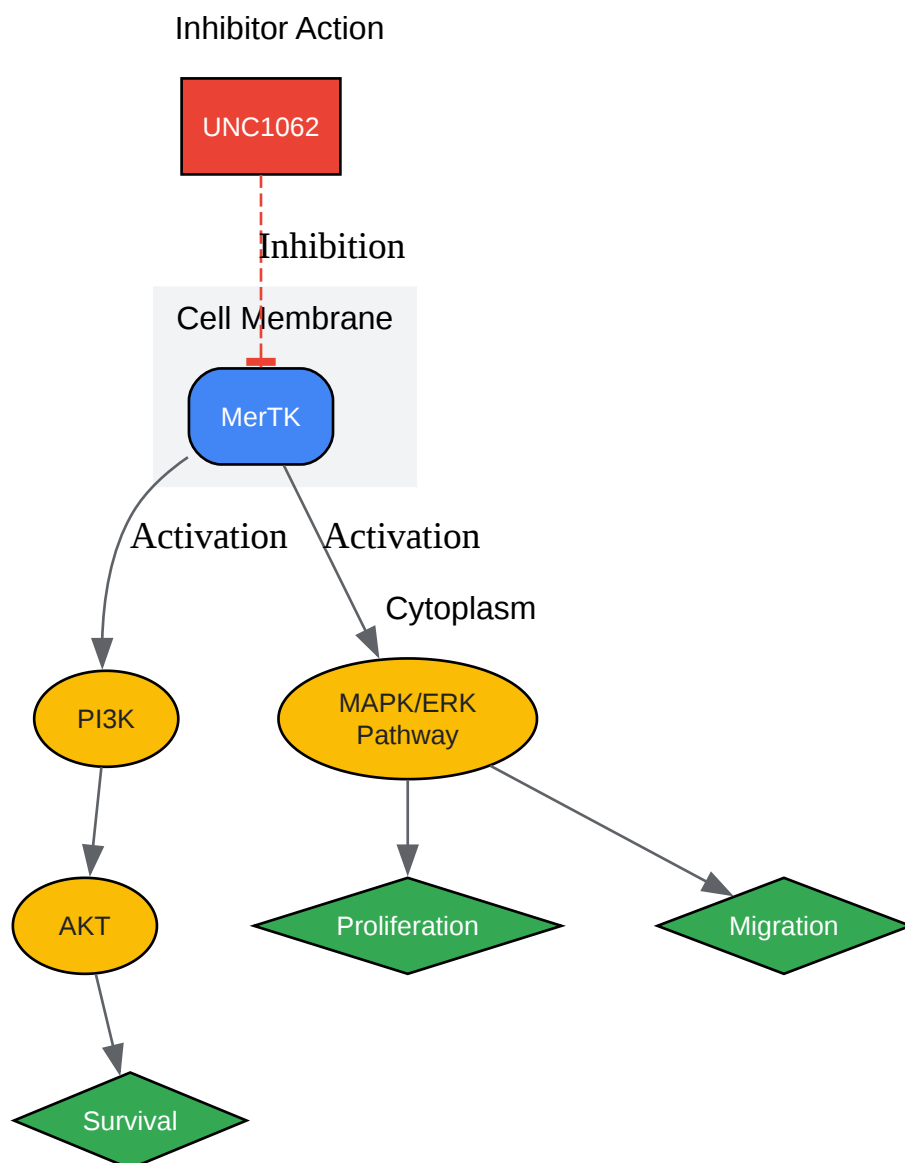 Inhibitor Action
UNC1062
Inhibition
Cell Membrane
MerTK
Activation
Activation
Cytoplasm
PI3K
MAPK/ERK
Pathway
AKT
Proliferation
Migration
Survival